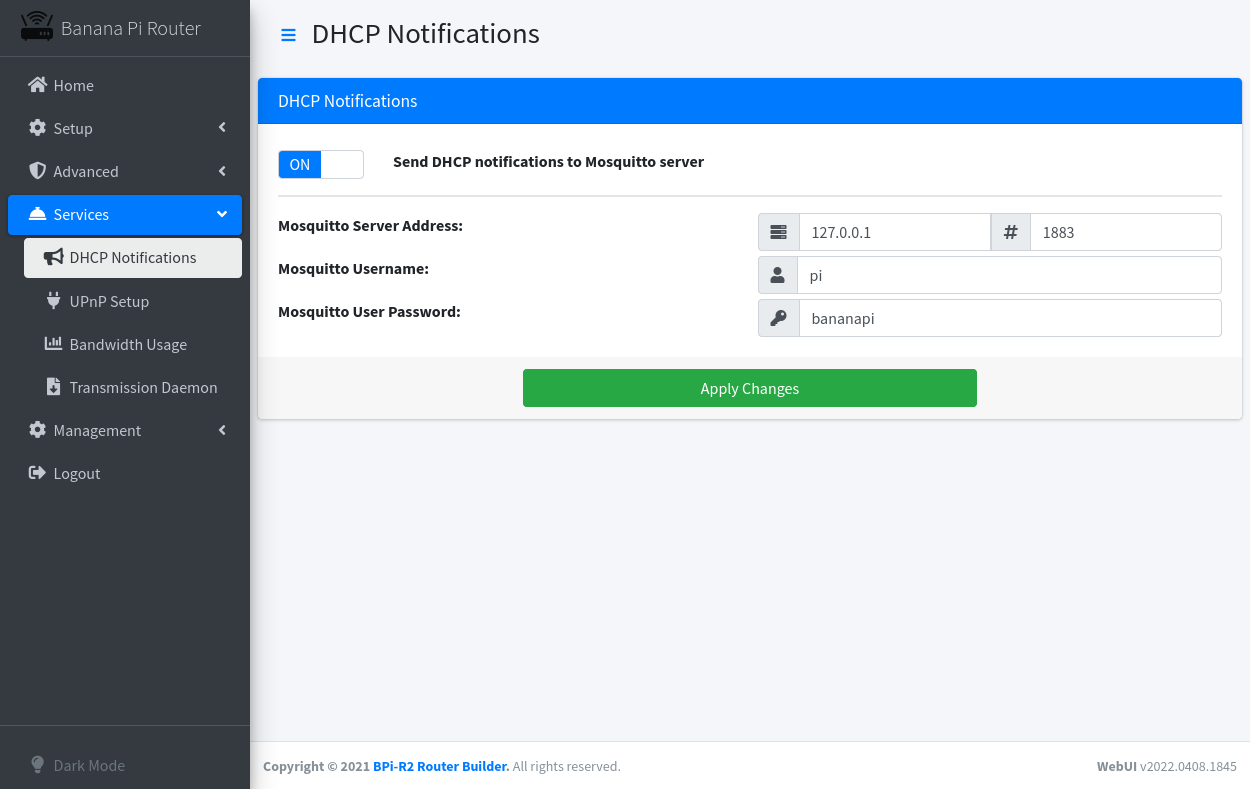 Banana Pi Router
Home
Setup
Advanced
Services
DHCP Notifications
UPnP Setup
Bandwidth Usage
Transmission Daemon
Management
Logout
Dark Mode
DHCP Notifications
DHCP Notifications
ON
Send DHCP notifications to Mosquitto server
Mosquitto Server Address:
127.0.0.1
#
1883
Mosquitto Username:
pi
Mosquitto User Password:
bananapi
Apply Changes
Copyright © 2021 BPi-R2 Router Builder. All rights reserved.
WebUI v2022.0408.1845